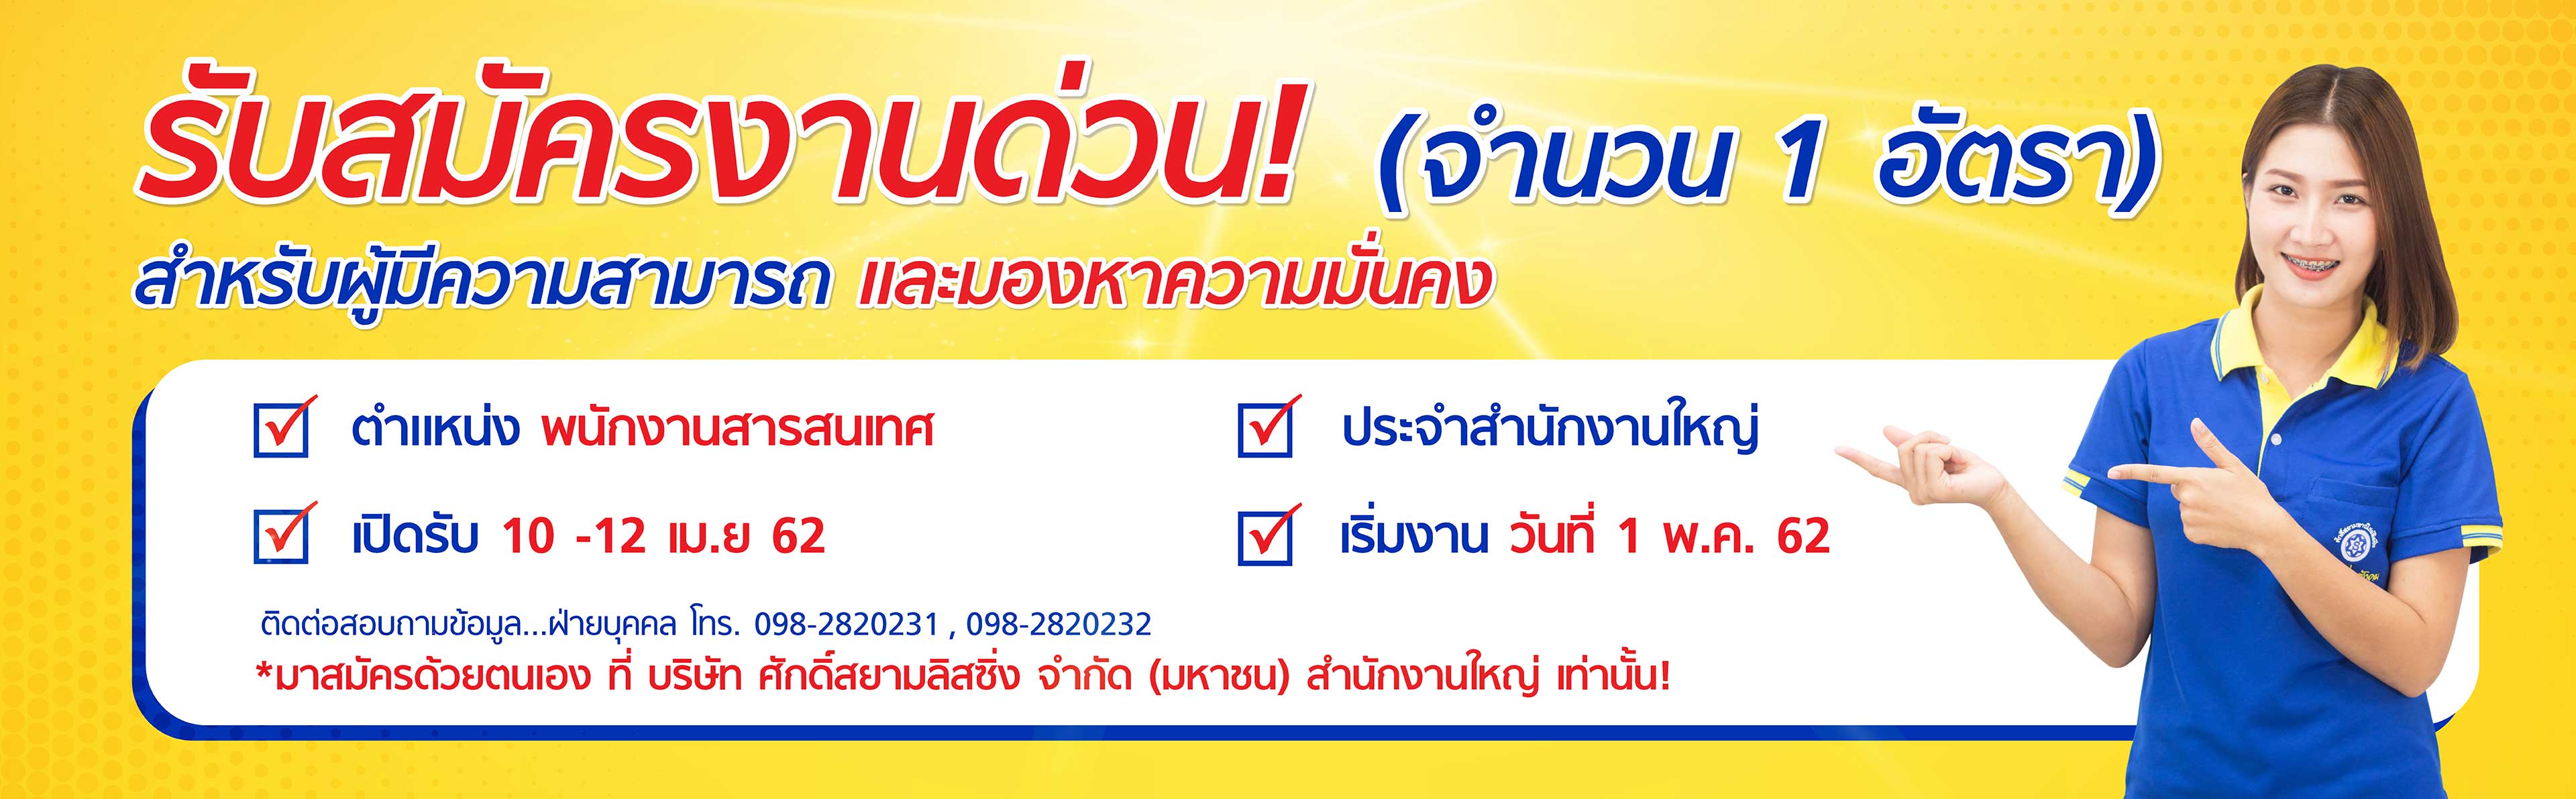 รับสมัครงานด่วน! (จำนวน 1 อัตรา)
สำหรับผู้มีความสามารถ และมองหาความมั่นคง
ตำแหน่ง พนักงานสารสนเทศ
ประจำสำนักงานใหญ่
เปิดรับ 10 -12 เม.ย 62
เริ่มงาน วันที่ 1 พ.ค. 62
ติดต่อสอบถามข้อมูล...ฝ่ายบุคคล โทร. 098-2820231 , 098-2820232
*มาสมัครด้วยตนเอง ที่ บริษัท ศักดิ์สยามลิสซิ่ง จำกัด (มหาชน) สำนักงานใหญ่ เท่านั้น!